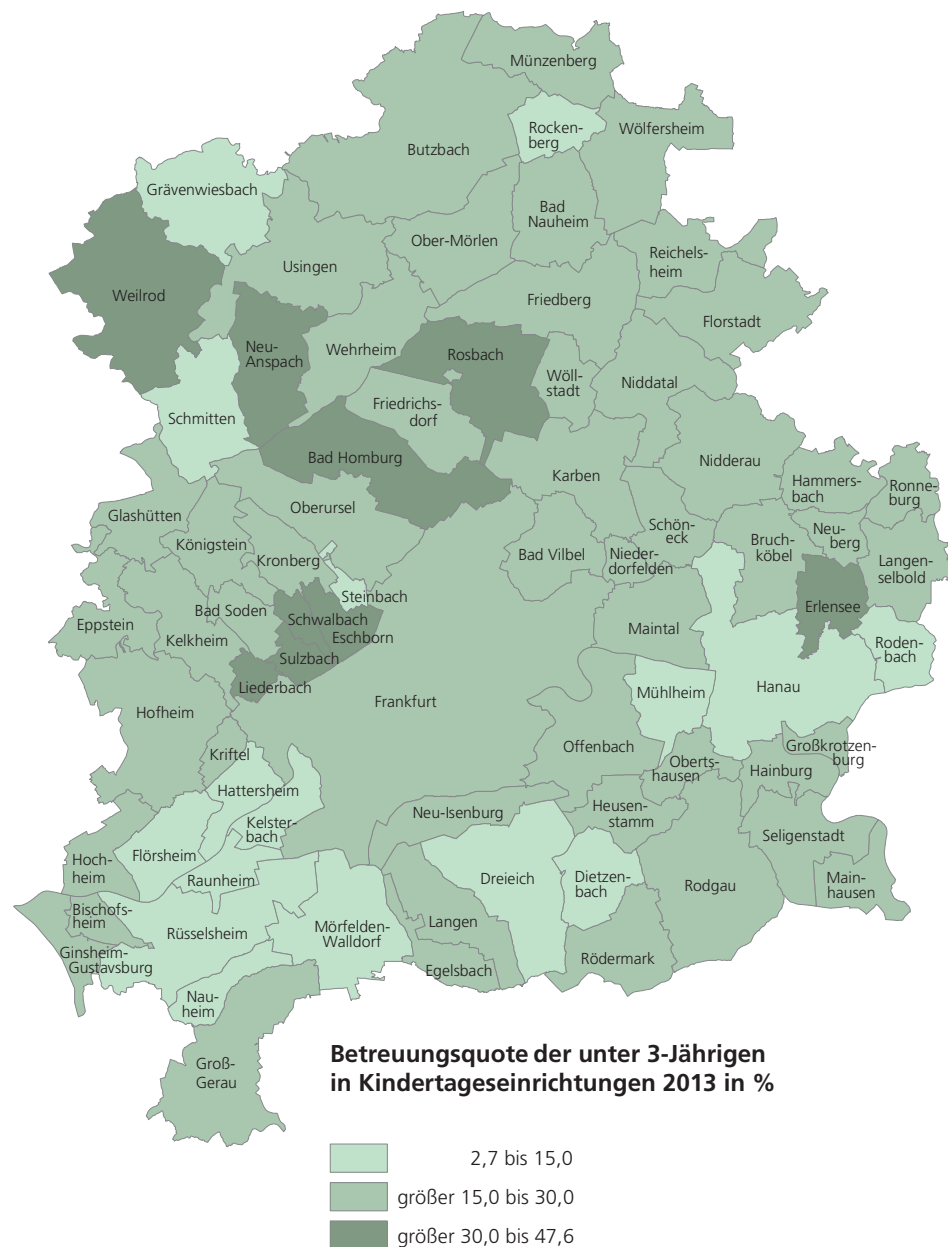 Münzenberg
Rocken-
berg
Wölfersheim
Butzbach
Grävenwiesbach
Bad
Nauheim
Ober-Mörlen
Reichels-
heim
Usingen
Weilrod
Friedberg
Florstadt
Neu-
Anspach
Wehrheim
Rosbach
Wöll-
stadt
Niddatal
Friedrichs-
dorf
Schmitten
Bad Homburg
Nidderau
Karben
Hammers-
bach
Ronne-
burg
Oberursel
Glashütten
Schön-
eck
Königstein
Bruch-
köbel
Neu-
berg
Kronberg
Bad Vilbel
Nieder-
dorfelden
Langen-
selbold
Steinbach
Erlensee
Bad Soden
Schwalbach
Eppstein
Maintal
Eschborn
Kelkheim
Roden-
bach
Sulzbach
Liederbach
Mühlheim
Hanau
Frankfurt
Hofheim
Offenbach
Großkrotzen-
burg
Kriftel
Oberts-
hausen
Hainburg
Hattersheim
Heusen-
stamm
Neu-Isenburg
Kelster-
bach
Seligenstadt
Flörsheim
Hoch-
heim
Dreieich
Dietzen-
bach
Raunheim
Rodgau
Main-
hausen
Bischofs-
heim
Langen
Rüsselsheim
Mörfelden-
Walldorf
Ginsheim-
Gustavsburg
Rödermark
Egelsbach
Nau-
heim
Groß-
Gerau
Betreuungsquote der unter 3-Jährigen
in Kindertageseinrichtungen 2013 in %
2,7 bis 15,0
größer 15,0 bis 30,0
größer 30,0 bis 47,6